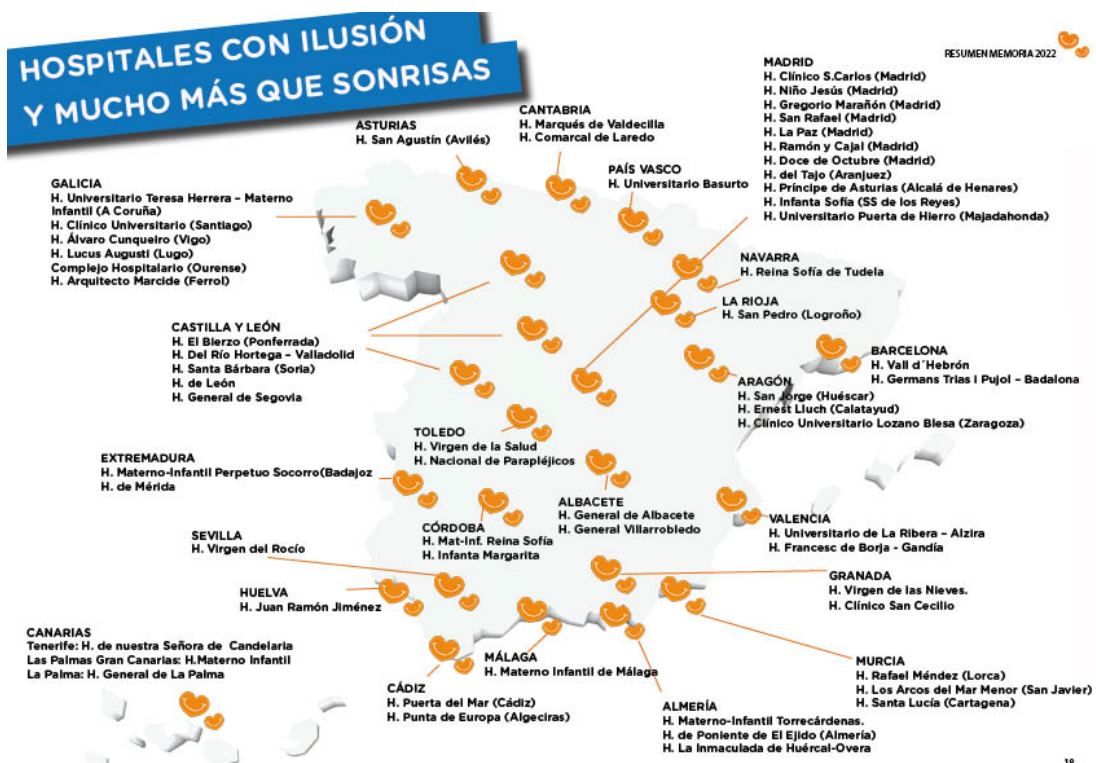 HOSPITALES CON ILUSIÓN
Y MUCHO MÁS QUE SONRISAS
RESUMEN MEMORIA 2022
MADRID
H. Clínico S.Carlos (Madrid)
H. Niño Jesús (Madrid)
H. Gregorio Marañón (Madrid)
H. San Rafael (Madrid)
H. La Paz (Madrid)
H. Ramón y Cajal (Madrid)
H. Doce de Octubre (Madrid)
H. del Tajo (Aranjuez)
H. Príncipe de Asturias (Alcalá de Henares)
H. Infanta Sofía (SS de los Reyes)
H. Universitario Puerta de Hierro (Majadahonda)
CANTABRIA
H. Marqués de Valdecilla
H. Comarcal de Laredo
ASTURIAS
H. San Agustín (Avilés)
PAÍS VASCO
H. Universitario Basurto
GALICIA
H. Universitario Teresa Herrera – Materno
Infantil (A Coruña)
H. Clínico Universitario (Santiago)
H. Álvaro Cunqueiro (Vigo)
H. Lucus Augusti (Lugo)
Complejo Hospitalario (Ourense)
H. Arquitecto Marcide (Ferrol)
NAVARRA
H. Reina Sofía de Tudela
LA RIOJA
H. San Pedro (Logroño)
CASTILLA Y LEÓN
H. El Bierzo (Ponferrada)
H. Del Río Hortega – Valladolid
H. Santa Bárbara (Soria)
H. de León
H. General de Segovia
BARCELONA
H. Vall d´Hebrón
H. Germans Trias i Pujol – Badalona
ARAGÓN
H. San Jorge (Huéscar)
H. Ernest Lluch (Calatayud)
H. Clínico Universitario Lozano Blesa (Zaragoza)
TOLEDO
H. Virgen de la Salud
H. Nacional de Parapléjicos
EXTREMADURA
H. Materno-Infantil Perpetuo Socorro(Badajoz
H. de Mérida
ALBACETE
H. General de Albacete
H. General Villarrobledo
CÓRDOBA
H. Mat-Inf. Reina Sofía
H. Infanta Margarita
VALENCIA
H. Universitario de La Ribera – Alzira
H. Francesc de Borja - Gandía
SEVILLA
H. Virgen del Rocío
GRANADA
H. Virgen de las Nieves.
H. Clínico San Cecilio
HUELVA
H. Juan Ramón Jiménez
CANARIAS
Tenerife: H. de nuestra Señora de Candelaria
Las Palmas Gran Canarias: H.Materno Infantil
La Palma: H. General de La Palma
MÁLAGA
H. Materno Infantil de Málaga
MURCIA
H. Rafael Méndez (Lorca)
H. Los Arcos del Mar Menor (San Javier)
H. Santa Lucía (Cartagena)
CÁDIZ
H. Puerta del Mar (Cádiz)
H. Punta de Europa (Algeciras)
ALMERÍA
H. Materno-Infantil Torrecárdenas.
H. de Poniente de El Ejido (Almería)
H. La Inmaculada de Huércal-Overa
18